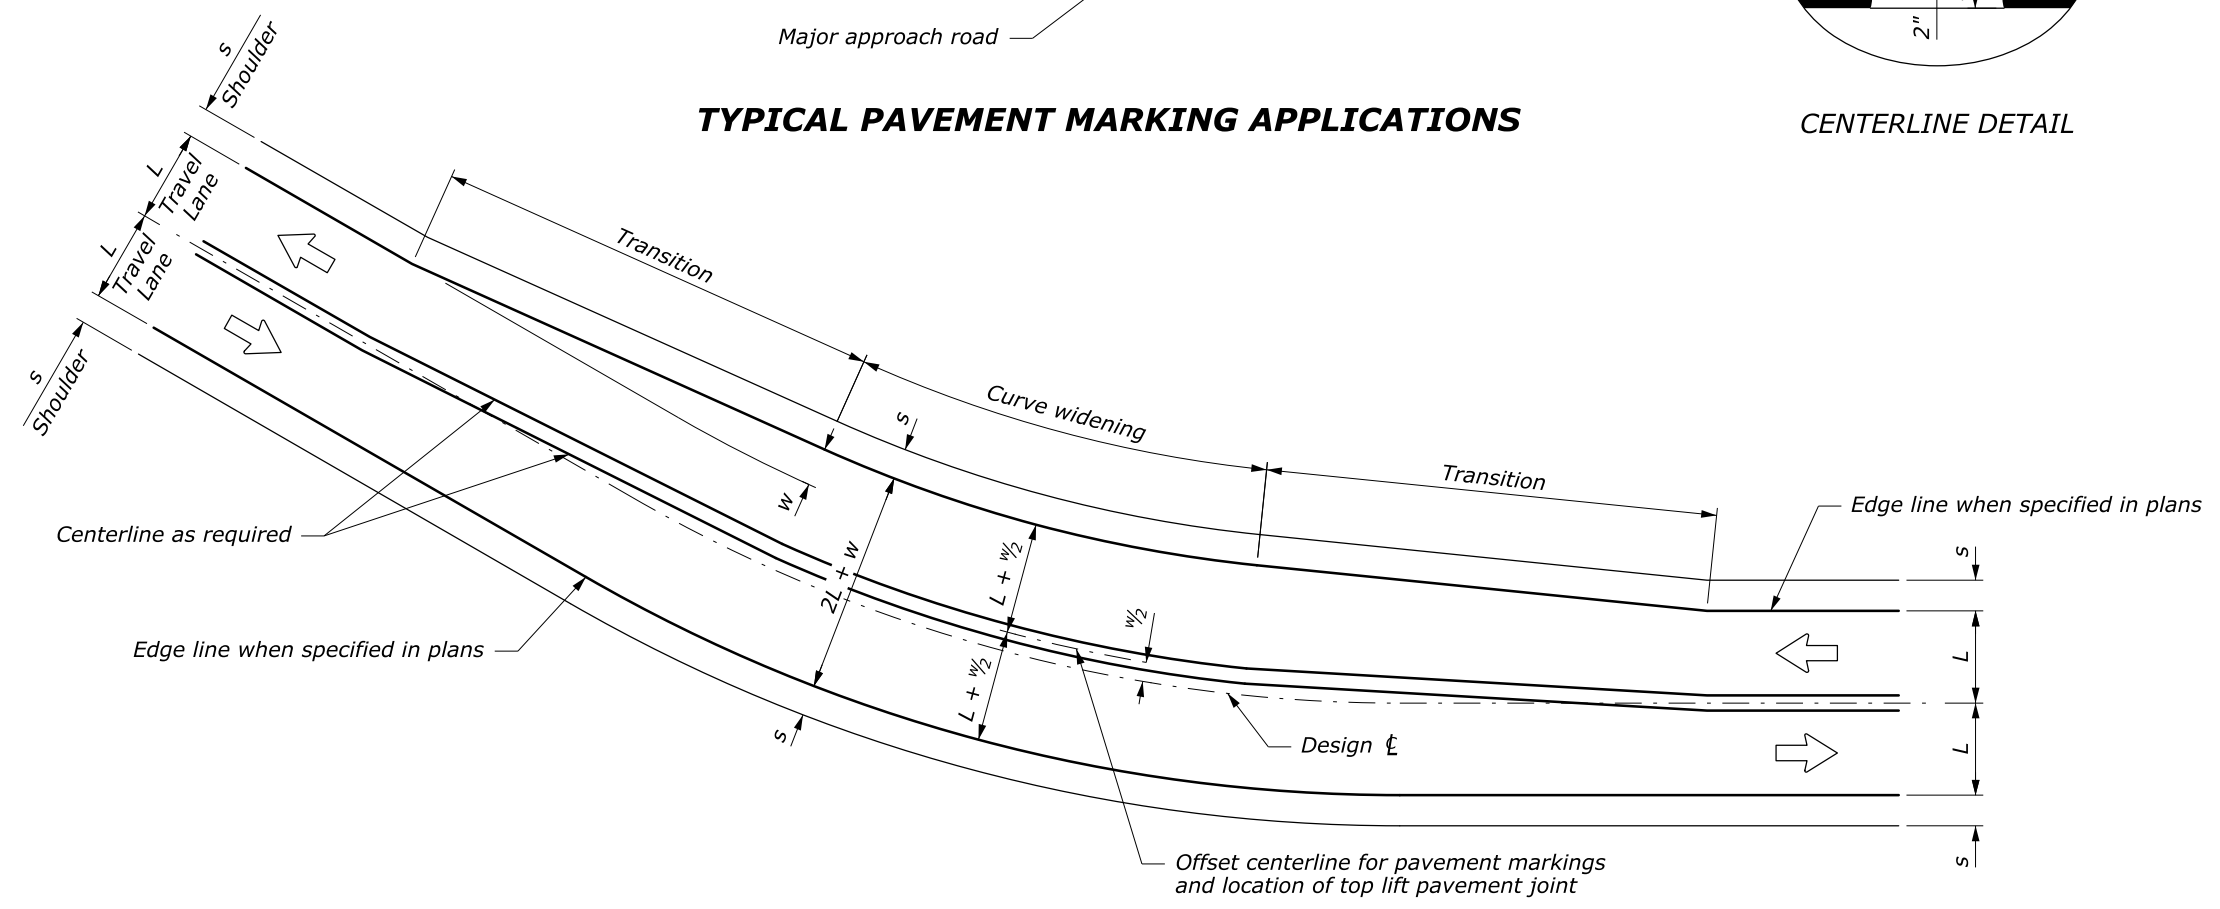 Major approach road
2"
TYPICAL PAVEMENT MARKING APPLICATIONS
CENTERLINE DETAIL
s
Shoulder
L
Travel
Lane
L
Travel
Lane
s
Shoulder
Transition
Curve widening
s
Transition
w
Edge line when specified in plans
Centerline as required
2L + w
L + w/2
w/2
s
L
Edge line when specified in plans
L + w/2
s
Design ℄
L
Offset centerline for pavement markings
and location of top lift pavement joint
s